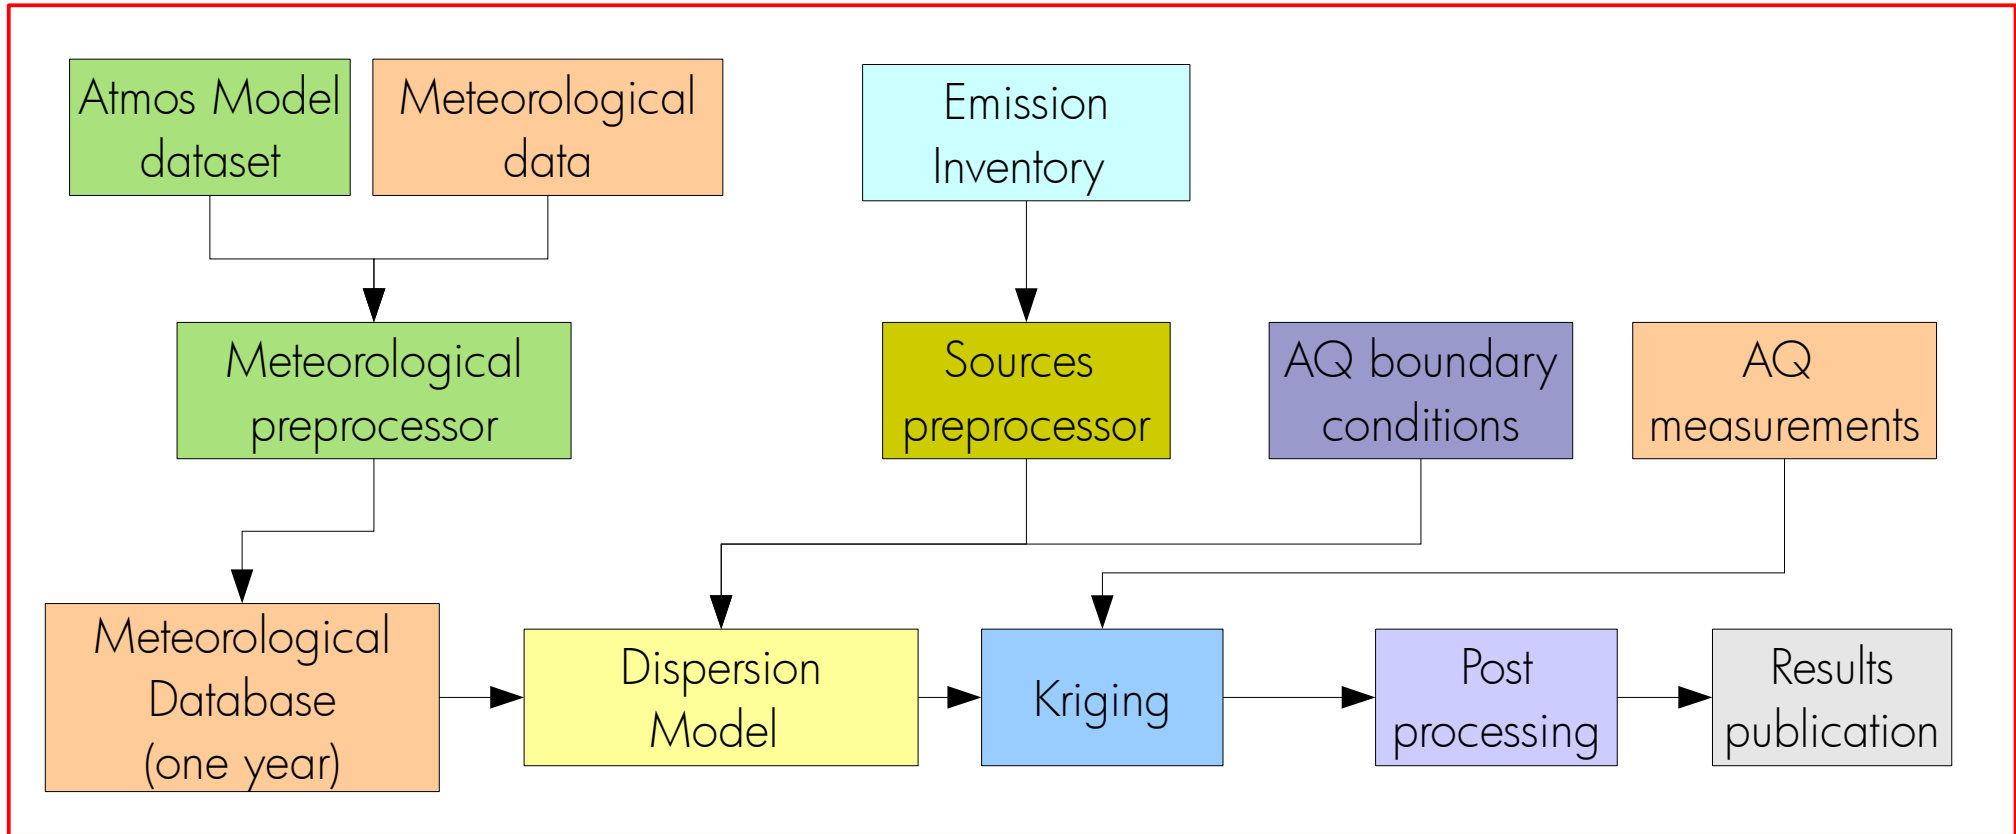 Atmos Model
dataset
Meteorological
data
Emission
Inventory
Meteorological
preprocessor
Sources
preprocessor
AQ boundary
conditions
AQ
measurements
Meteorological
Database
(one year)
Dispersion
Model
Kriging
Post
processing
Results
publication